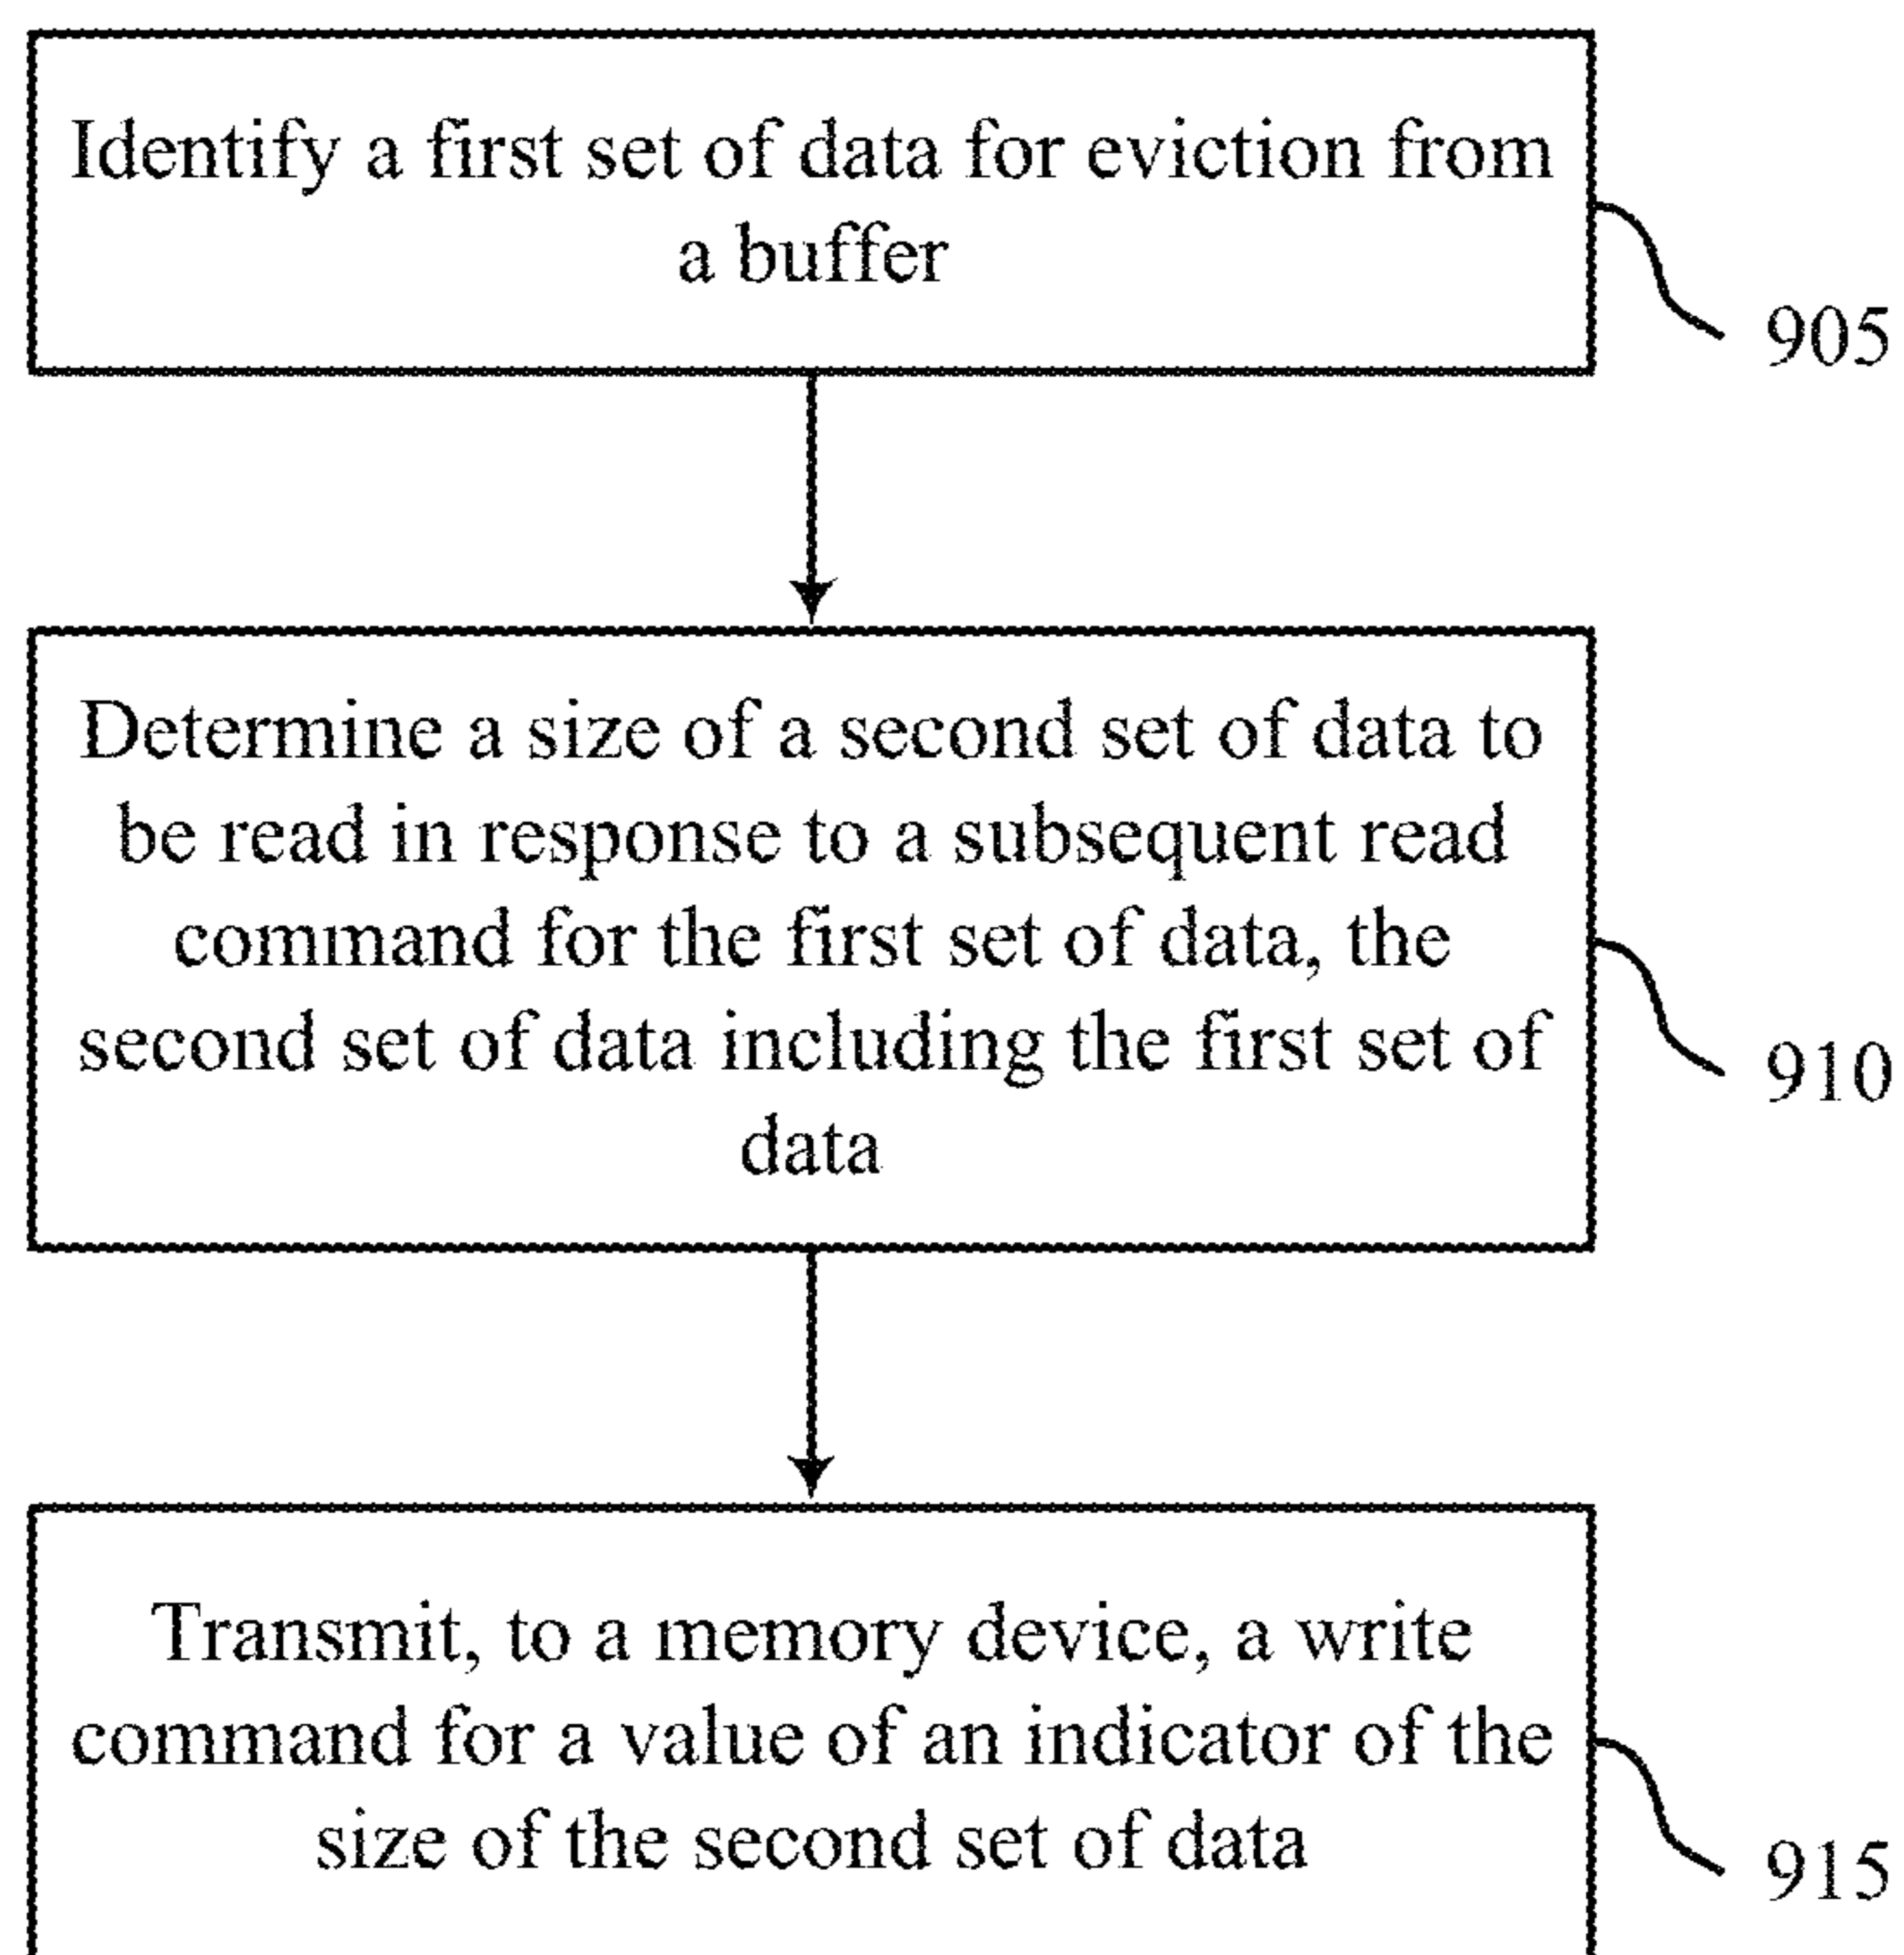 Identify a first set of data for eviction from
a buffer
905
Determine a size of a second set of data to
be read in response to a subsequent read
command for the first set of data, the
second set of data including the first set of
data
910
Transmit, to a memory device, a write
command for a value of an indicator of the
size of the second set of data
915